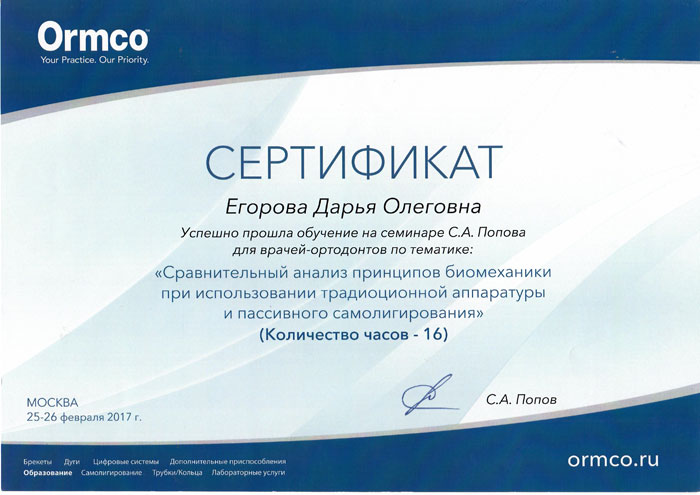 Ormco
Your Practice. Our Priority.
СЕРТИФИКАТ
Егорова Дарья Олеговна
Успешно прошла обучение на семинаре С.А. Попова
для врачей-ортодонтов по тематике:
«Сравнительный анализ принципов биомеханики
при использовании традиоционной аппаратуры
и пассивного самолигирования»
(Количество часов - 16)
МОСКВА
25-26 февраля 2017 г.
С.А. Попов
Брекеты Дуги Цифровые системы Дополнительные приспособления
Образование Самолигирование Трубки/Кольца Лабораторные услуги
ormco.ru